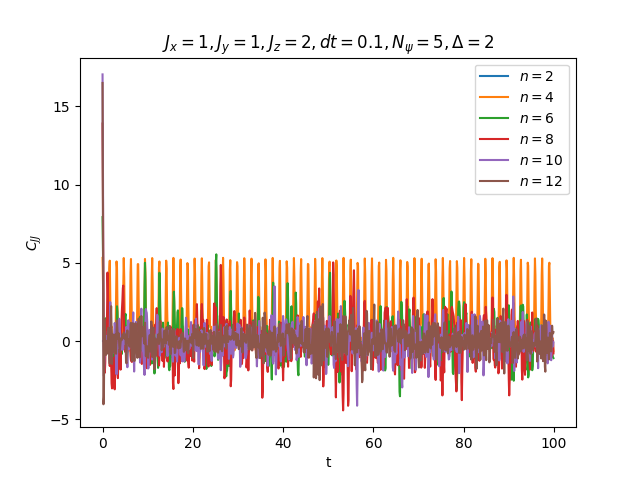 J_x = 1, J_y = 1, J_z = 2, dt = 0.1, N_ψ = 5, Δ = 2
n = 2
n = 4
n = 6
n = 8
n = 10
n = 12
15
10
5
0
−5
C_JJ
0 20 40 60 80 100
t